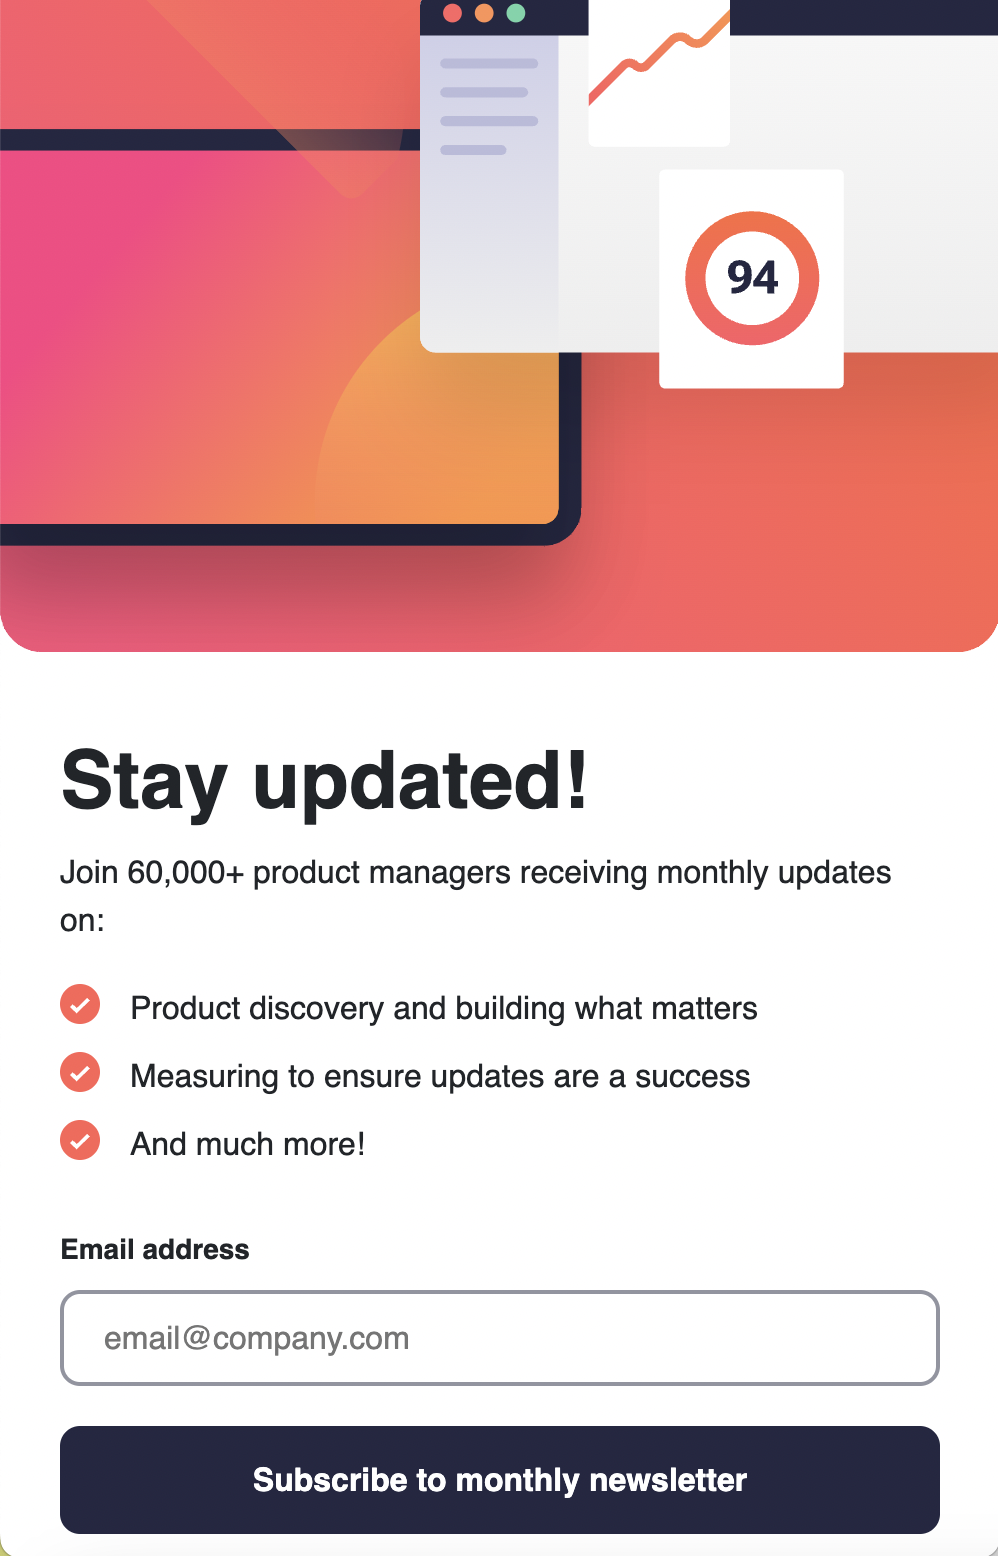 94
Stay updated!
Join 60,000+ product managers receiving monthly updates
on:
Product discovery and building what matters
Measuring to ensure updates are a success
And much more!
Email address
email@company.com
Subscribe to monthly newsletter